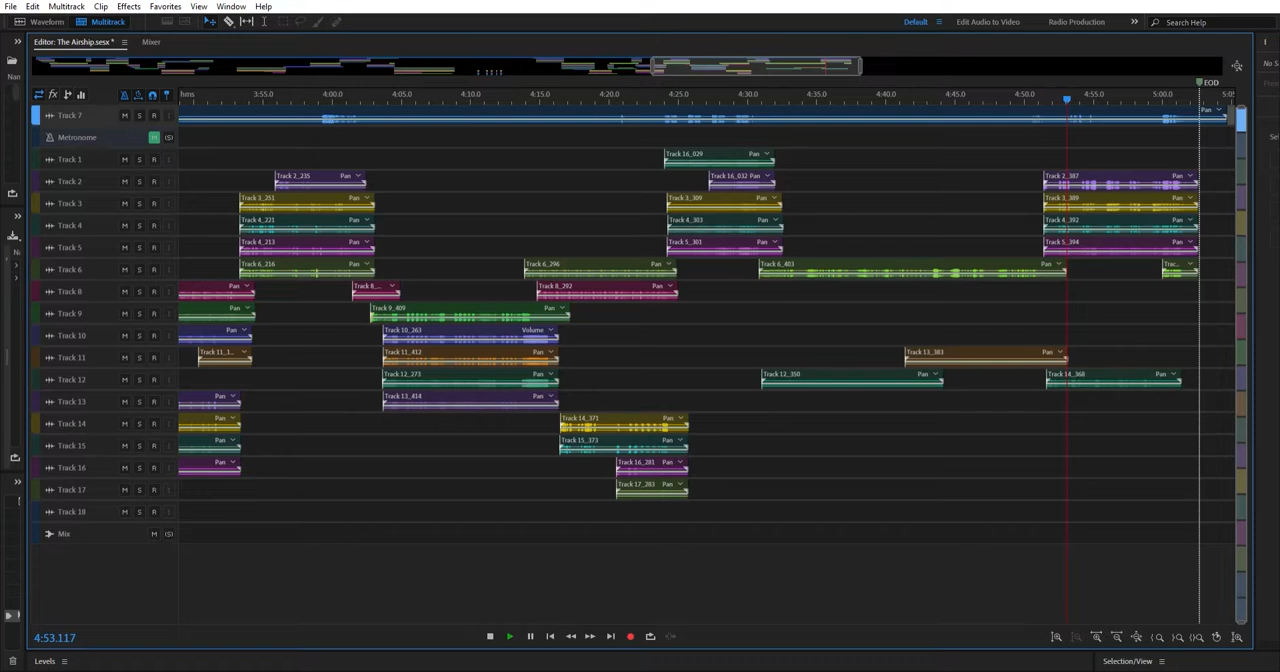 File Edit Multitrack Clip Effects Favorites View Window Help
Waveform Multitrack Default Edit Audio to Video Radio Production Search Help
Editor: The Airship.sesx * Mixer
Nan
No S
EOD
hms 3:55.0 4:00.0 4:05.0 4:10.0 4:15.0 4:20.0 4:25.0 4:30.0 4:35.0 4:40.0 4:45.0 4:50.0 4:55.0 5:00.0
Track 7 Pan
Metronome M (S)
Track 1 M S R Track 16_029 Pan
Track 2 M S R Track 2_235 Pan Track 16_032 Pan Track 2_387 Pan
Track 3 M S R Track 3_251 Pan Track 3_309 Pan Track 3_389 Pan
Track 4 M S R Track 4_221 Pan Track 4_303 Pan Track 4_392 Pan
Track 5 M S R Track 4_213 Pan Track 5_301 Pan Track 5_394 Pan
Track 6 M S R Track 6_216 Pan Track 6_296 Pan Track 6_403 Pan Trac...
Track 8 M S R Pan Track 8_... Track 8_292 Pan
Track 9 M S R Pan Track 9_409 Pan
Track 10 M S R Pan Track 10_263 Volume
Track 11 M S R Track 11_1... Track 11_412 Pan Track 13_383 Pan
Track 12 M S R Track 12_273 Pan Track 12_350 Pan Track 14_368 Pan
Track 13 M S R Pan Track 13_414 Pan
Track 14 M S R Pan Track 14_371 Pan
Track 15 M S R Pan Track 15_373 Pan
Track 16 M S R Pan Track 16_281 Pan
Track 17 M S R Track 17_283 Pan
Track 18 M S R
Mix M (S)
4:53.117
Levels Selection/View